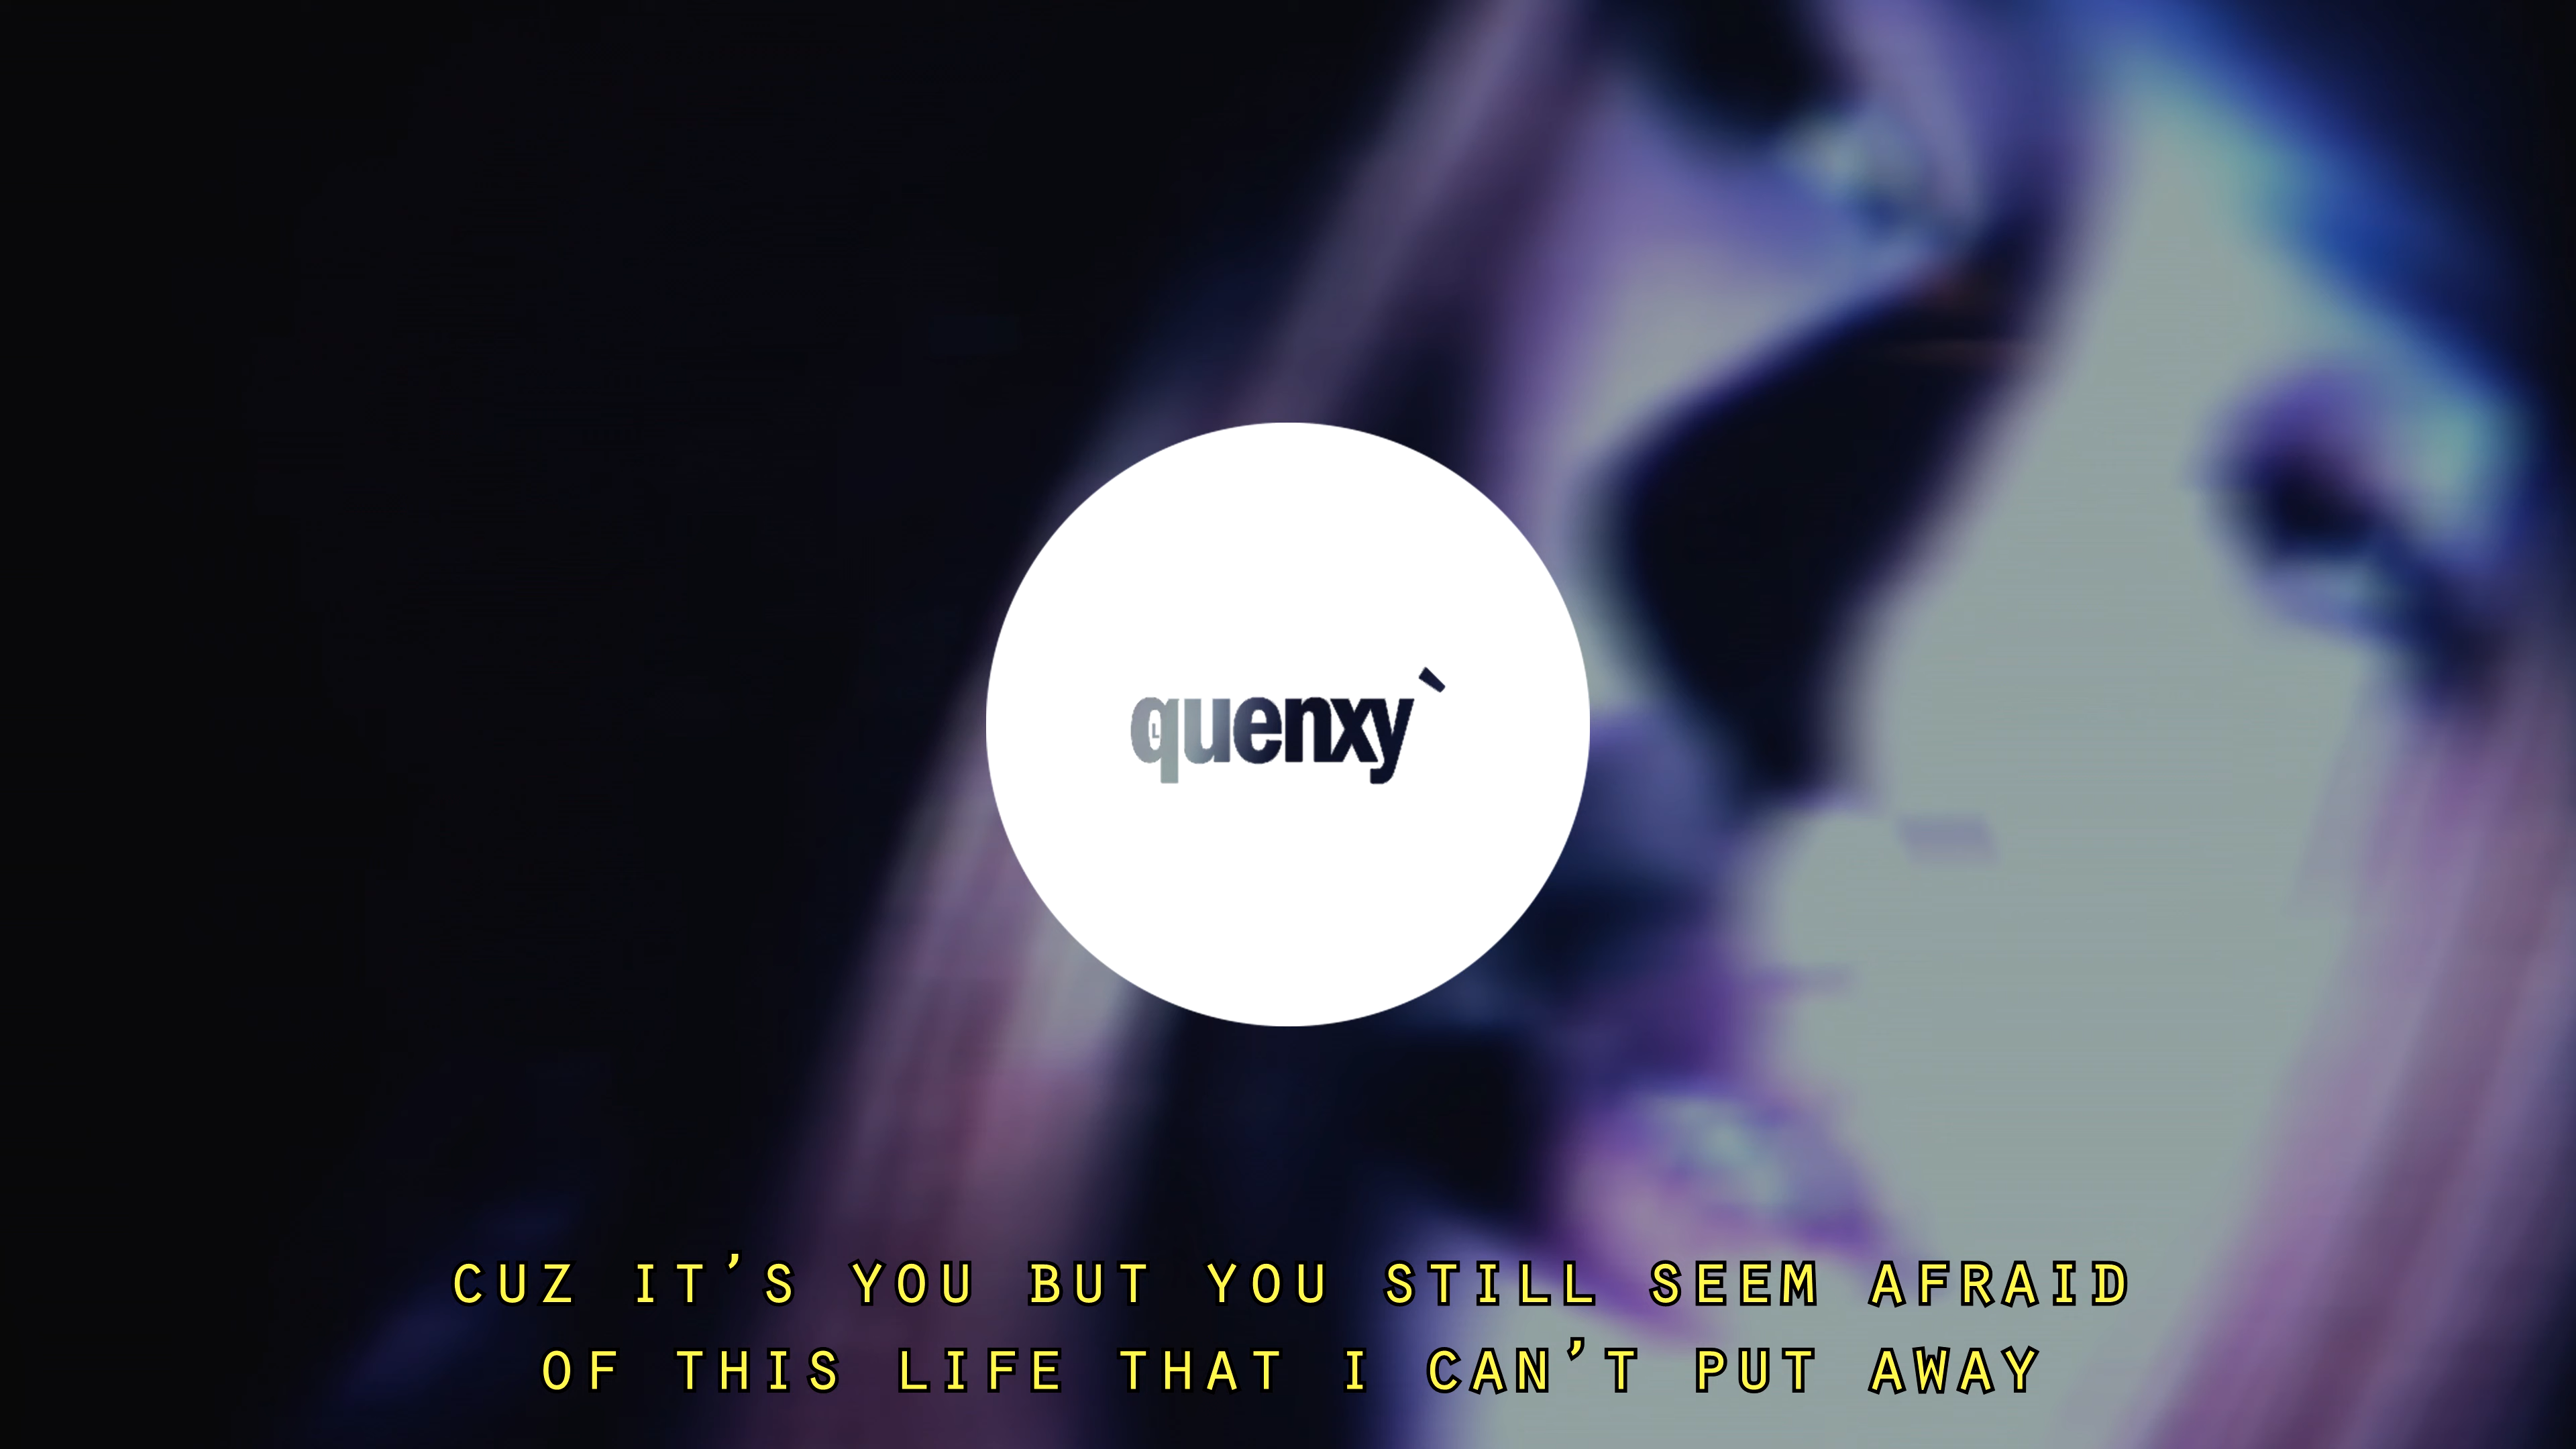 quenxy`
CUZ IT’S YOU BUT YOU STILL SEEM AFRAID
OF THIS LIFE THAT I CAN’T PUT AWAY